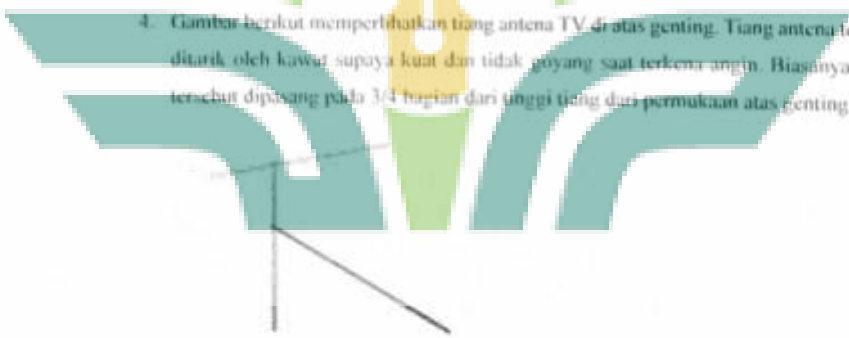 4. Gambar berikut memperlihatkan tiang antena TV di atas genting. Tiang antena
ditarik oleh kawat supaya kuat dan tidak goyang saat terkena angin. Biasanya
tersebut dipasang pada 3/4 bagian dari tinggi tiang dari permukaan atas genting